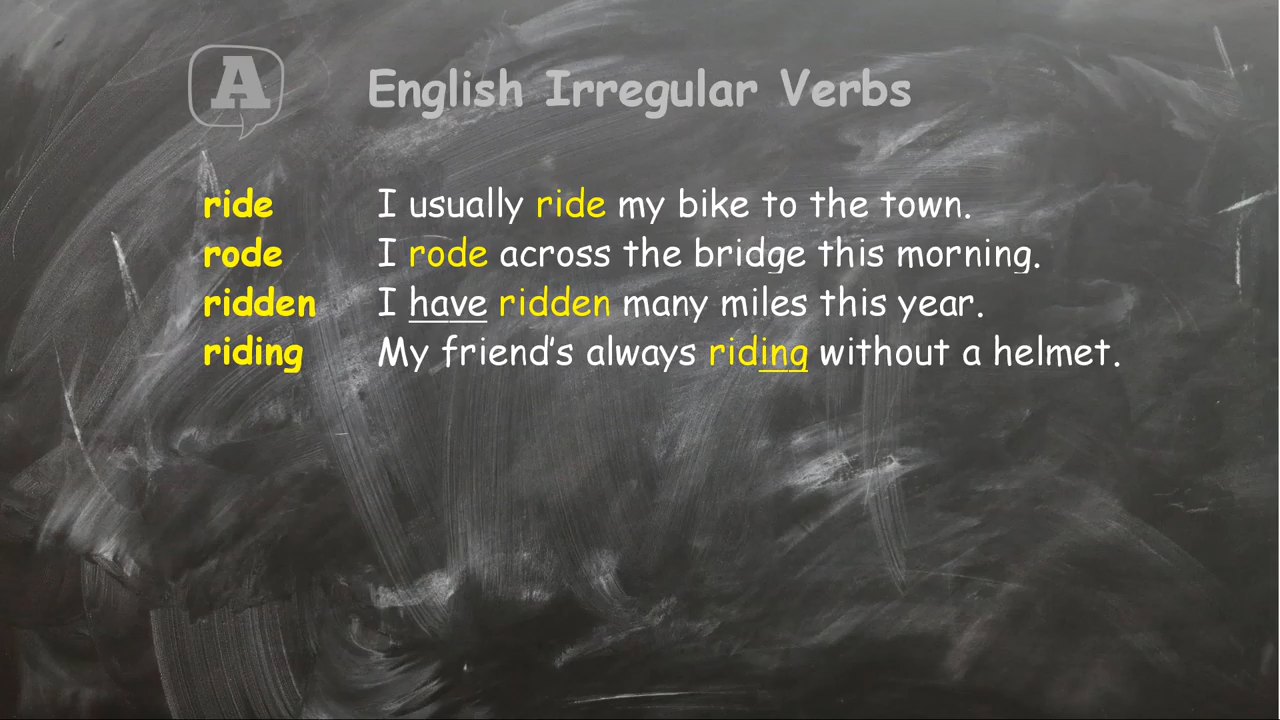 A English Irregular Verbs
ride I usually ride my bike to the town.
rode I rode across the bridge this morning.
ridden I have ridden many miles this year.
riding My friend’s always riding without a helmet.